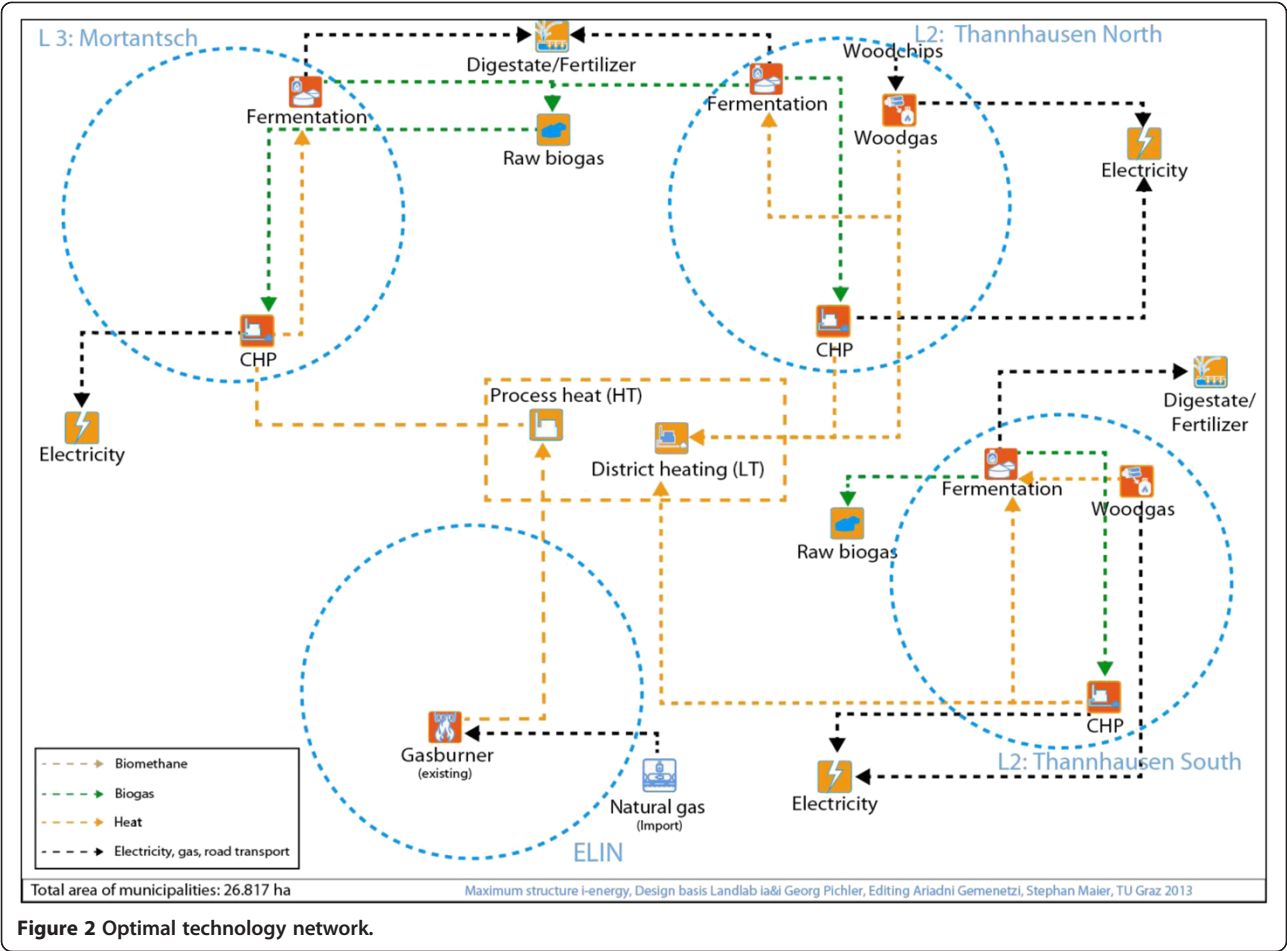 L 3: Mortantsch
L2: Thannhausen North
Woodchips
Digestate/Fertilizer
Fermentation
Fermentation
Woodgas
Raw biogas
Electricity
CHP
CHP
Process heat (HT)
Electricity
District heating (LT)
Digestate/
Fertilizer
Fermentation
Woodgas
Raw biogas
CHP
Gasburner
(existing)
L2: Thannhausen South
Natural gas
(Import)
Electricity
ELIN
Biomethane
Biogas
Heat
Electricity, gas, road transport
Total area of municipalities: 26.817 ha
Maximum structure i-energy, Design basis Landlab ia&i Georg Pichler, Editing Ariadni Gemenetzi, Stephan Maier, TU Graz 2013
Figure 2 Optimal technology network.